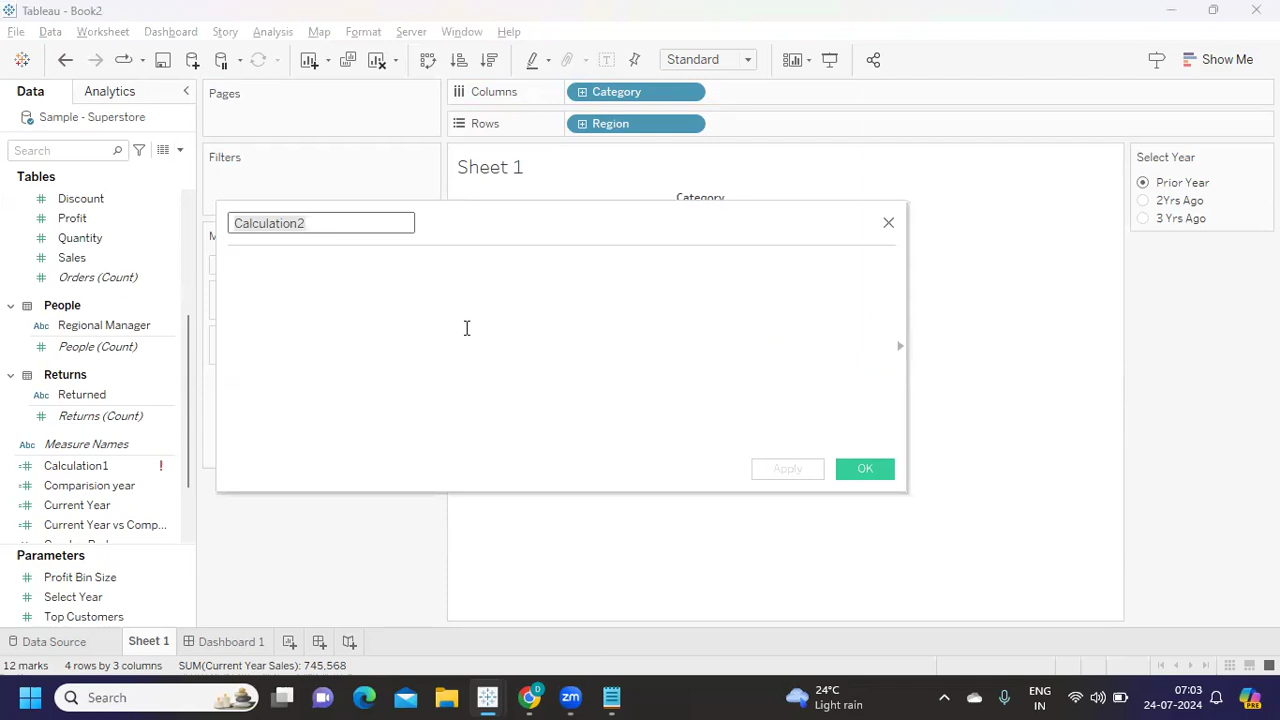 Tableau - Book2
File Data Worksheet Dashboard Story Analysis Map Format Server Window Help
Standard
Show Me
Data Analytics
Sample - Superstore
Search
Tables
Discount
Profit
Quantity
Sales
Orders (Count)
People
Abc Regional Manager
People (Count)
Returns
Abc Returned
Returns (Count)
Abc Measure Names
Calculation1 !
Comparision year
Current Year
Current Year vs Comp...
Parameters
Profit Bin Size
Select Year
Top Customers
Pages
Filters
Columns Category
Rows Region
Sheet 1
Category
Select Year
Prior Year
2Yrs Ago
3 Yrs Ago
Calculation2
Apply OK
Data Source Sheet 1 Dashboard 1
12 marks 4 rows by 3 columns SUM(Current Year Sales): 745,568
Search
24°C
Light rain
ENG
IN
07:03
24-07-2024
PRE